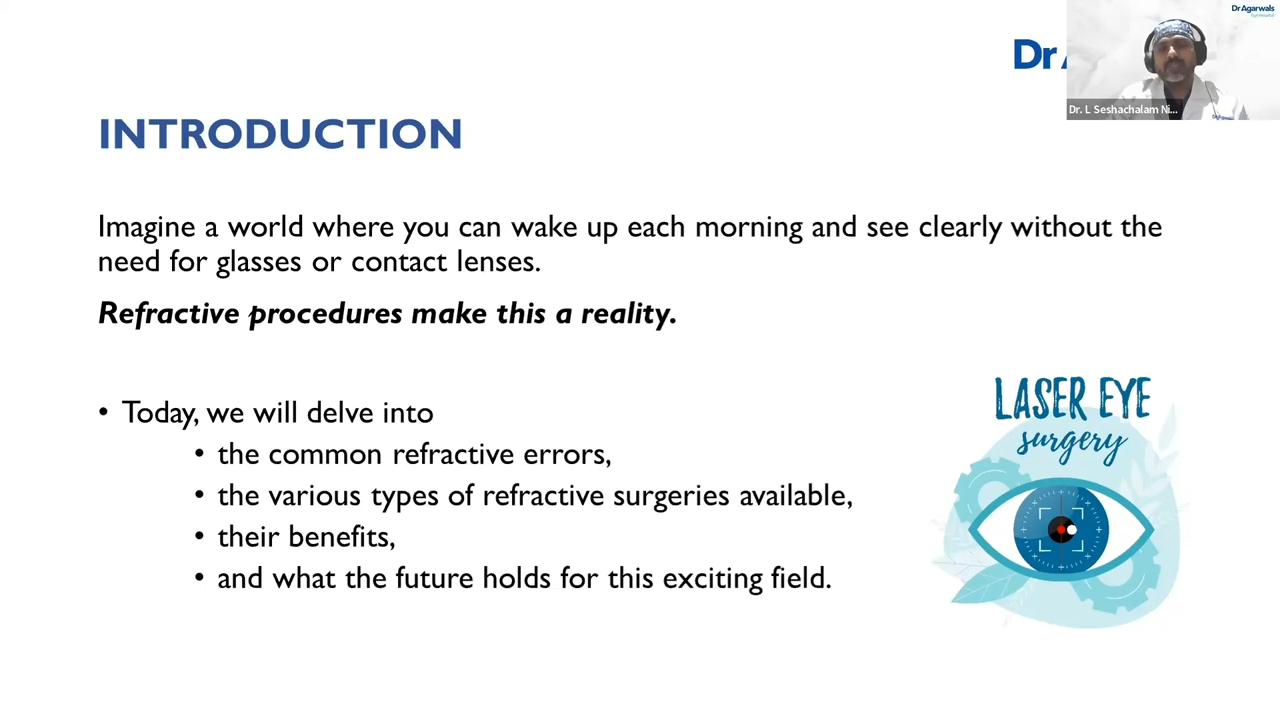 Dr Agarwals
Eye Hospital
Dr
Dr. L Seshachalam Ni...
INTRODUCTION
Imagine a world where you can wake up each morning and see clearly without the
need for glasses or contact lenses.
Refractive procedures make this a reality.
• Today, we will delve into
• the common refractive errors,
• the various types of refractive surgeries available,
• their benefits,
• and what the future holds for this exciting field.
LASER EYE
surgery